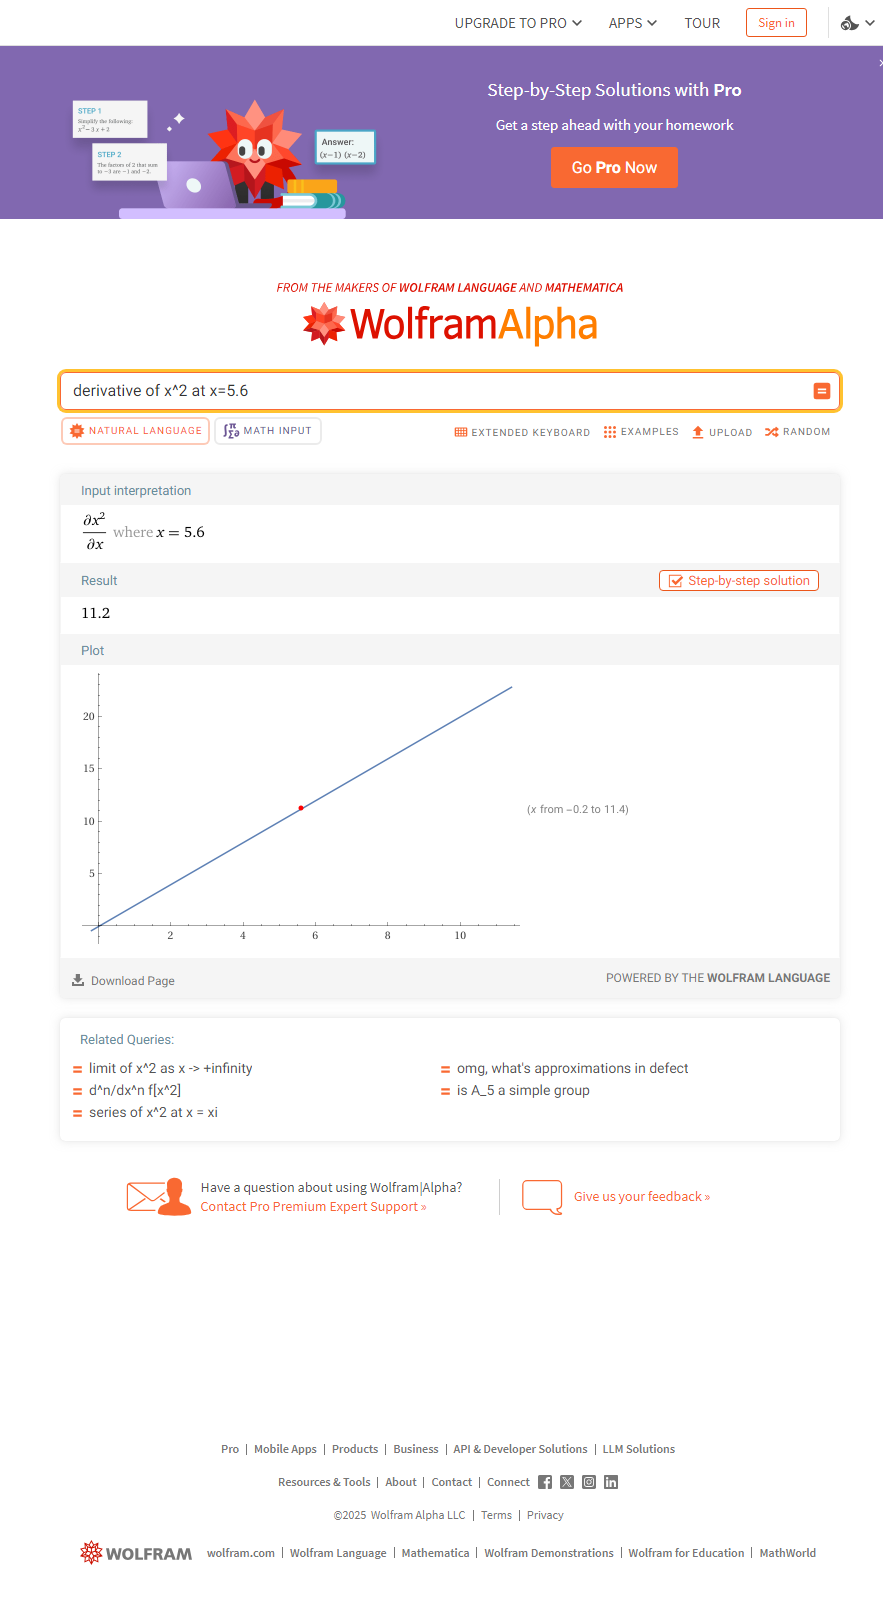 UPGRADE TO PRO APPS TOUR Sign in
STEP 1
Simplify the following:
x² − 3 x + 2
STEP 2
The factors of 2 that sum
to −3 are −1 and −2.
Answer:
(x−1) (x−2)
Step-by-Step Solutions with Pro
Get a step ahead with your homework
Go Pro Now
FROM THE MAKERS OF WOLFRAM LANGUAGE AND MATHEMATICA
WolframAlpha
derivative of x^2 at x=5.6
NATURAL LANGUAGE MATH INPUT EXTENDED KEYBOARD EXAMPLES UPLOAD RANDOM
Input interpretation
∂x²
∂x
where x = 5.6
Result Step-by-step solution
11.2
Plot
20
15
10
5
2 4 6 8 10
(x from −0.2 to 11.4)
Download Page POWERED BY THE WOLFRAM LANGUAGE
Related Queries:
limit of x^2 as x -> +infinity
d^n/dx^n f[x^2]
series of x^2 at x = xi
omg, what's approximations in defect
is A_5 a simple group
Have a question about using Wolfram|Alpha?
Contact Pro Premium Expert Support »
Give us your feedback »
Pro | Mobile Apps | Products | Business | API & Developer Solutions | LLM Solutions
Resources & Tools | About | Contact | Connect
©2025 Wolfram Alpha LLC | Terms | Privacy
WOLFRAM wolfram.com | Wolfram Language | Mathematica | Wolfram Demonstrations | Wolfram for Education | MathWorld